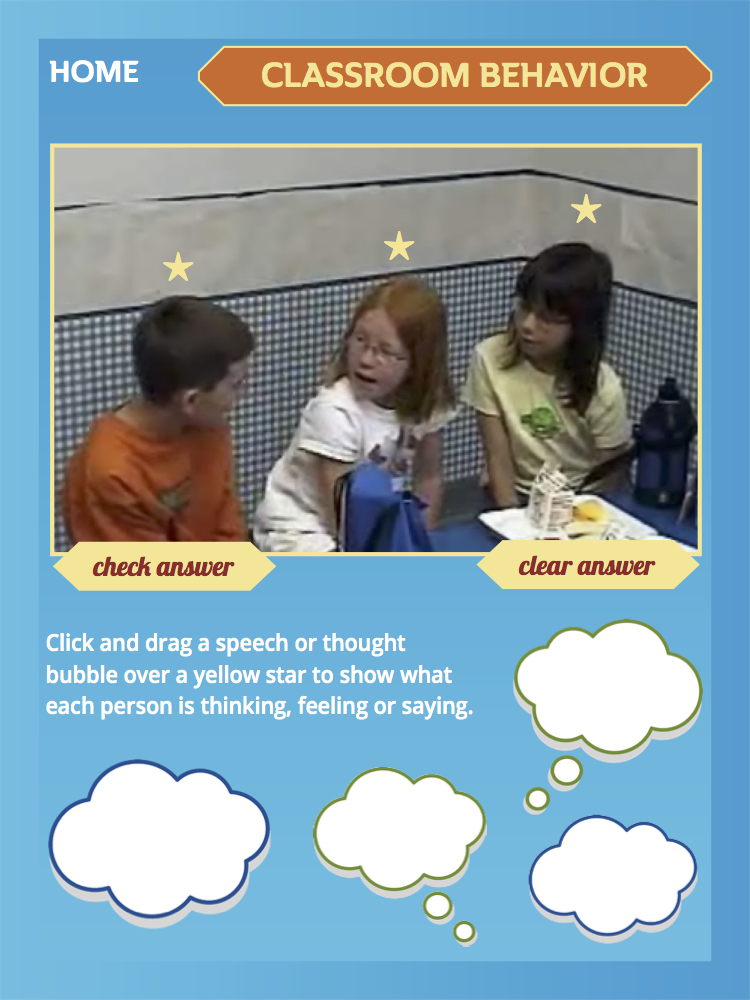 HOME
CLASSROOM BEHAVIOR
check answer
clear answer
Click and drag a speech or thought
bubble over a yellow star to show what
each person is thinking, feeling or saying.